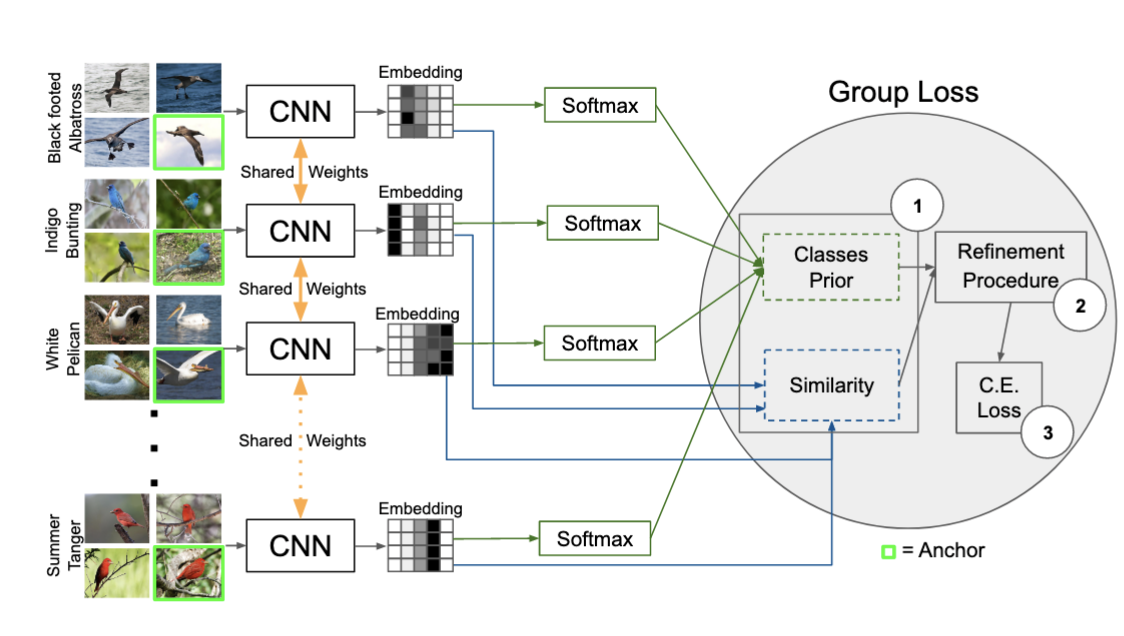 Black footed
Albatross
CNN
Embedding
Softmax
Shared Weights
Indigo
Bunting
CNN
Embedding
Softmax
Shared Weights
White
Pelican
CNN
Embedding
Softmax
Shared Weights
Summer
Tanger
CNN
Embedding
Softmax
Group Loss
1
Classes
Prior
Refinement
Procedure
2
Similarity
C.E.
Loss
3
= Anchor